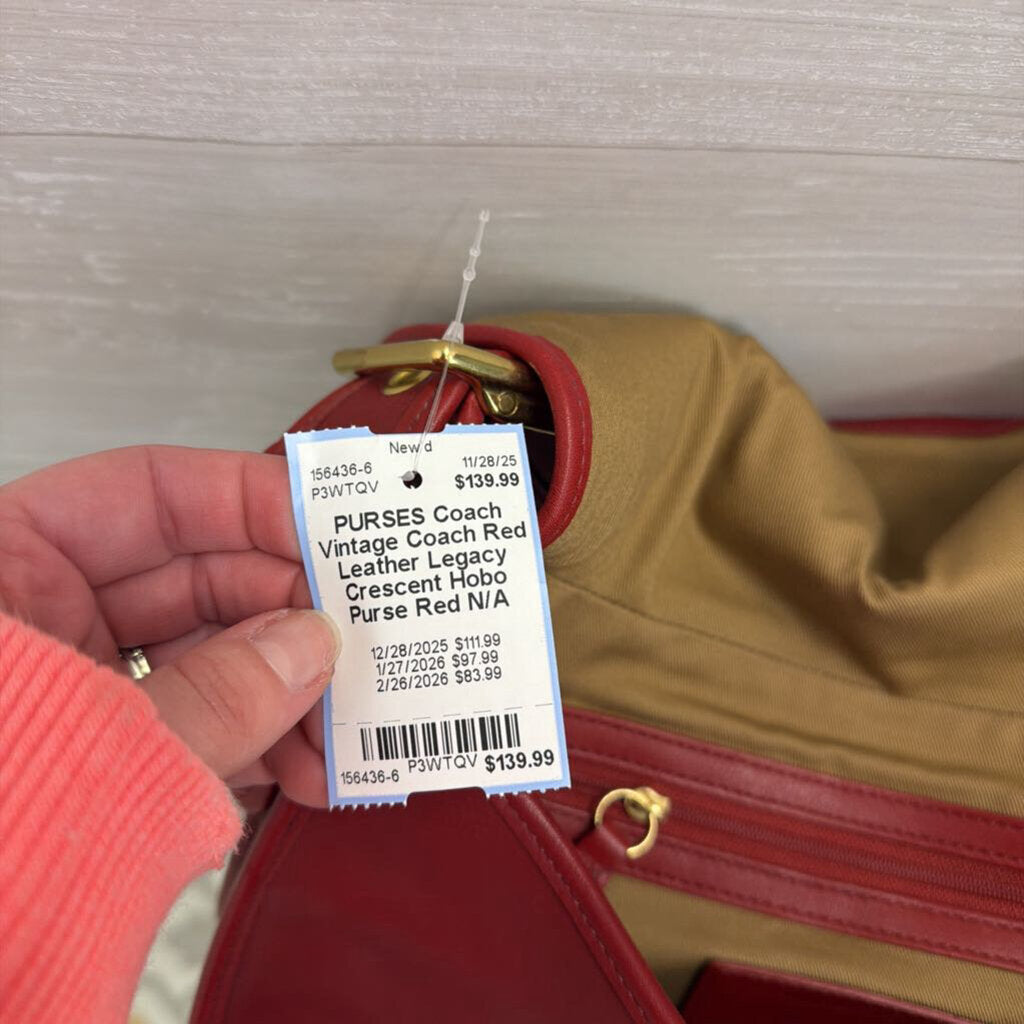 New'd
156436-6 11/28/25
P3WTQV $139.99
PURSES Coach
Vintage Coach Red
Leather Legacy
Crescent Hobo
Purse Red N/A
12/28/2025 $111.99
1/27/2026 $97.99
2/26/2026 $83.99
156436-6 P3WTQV $139.99